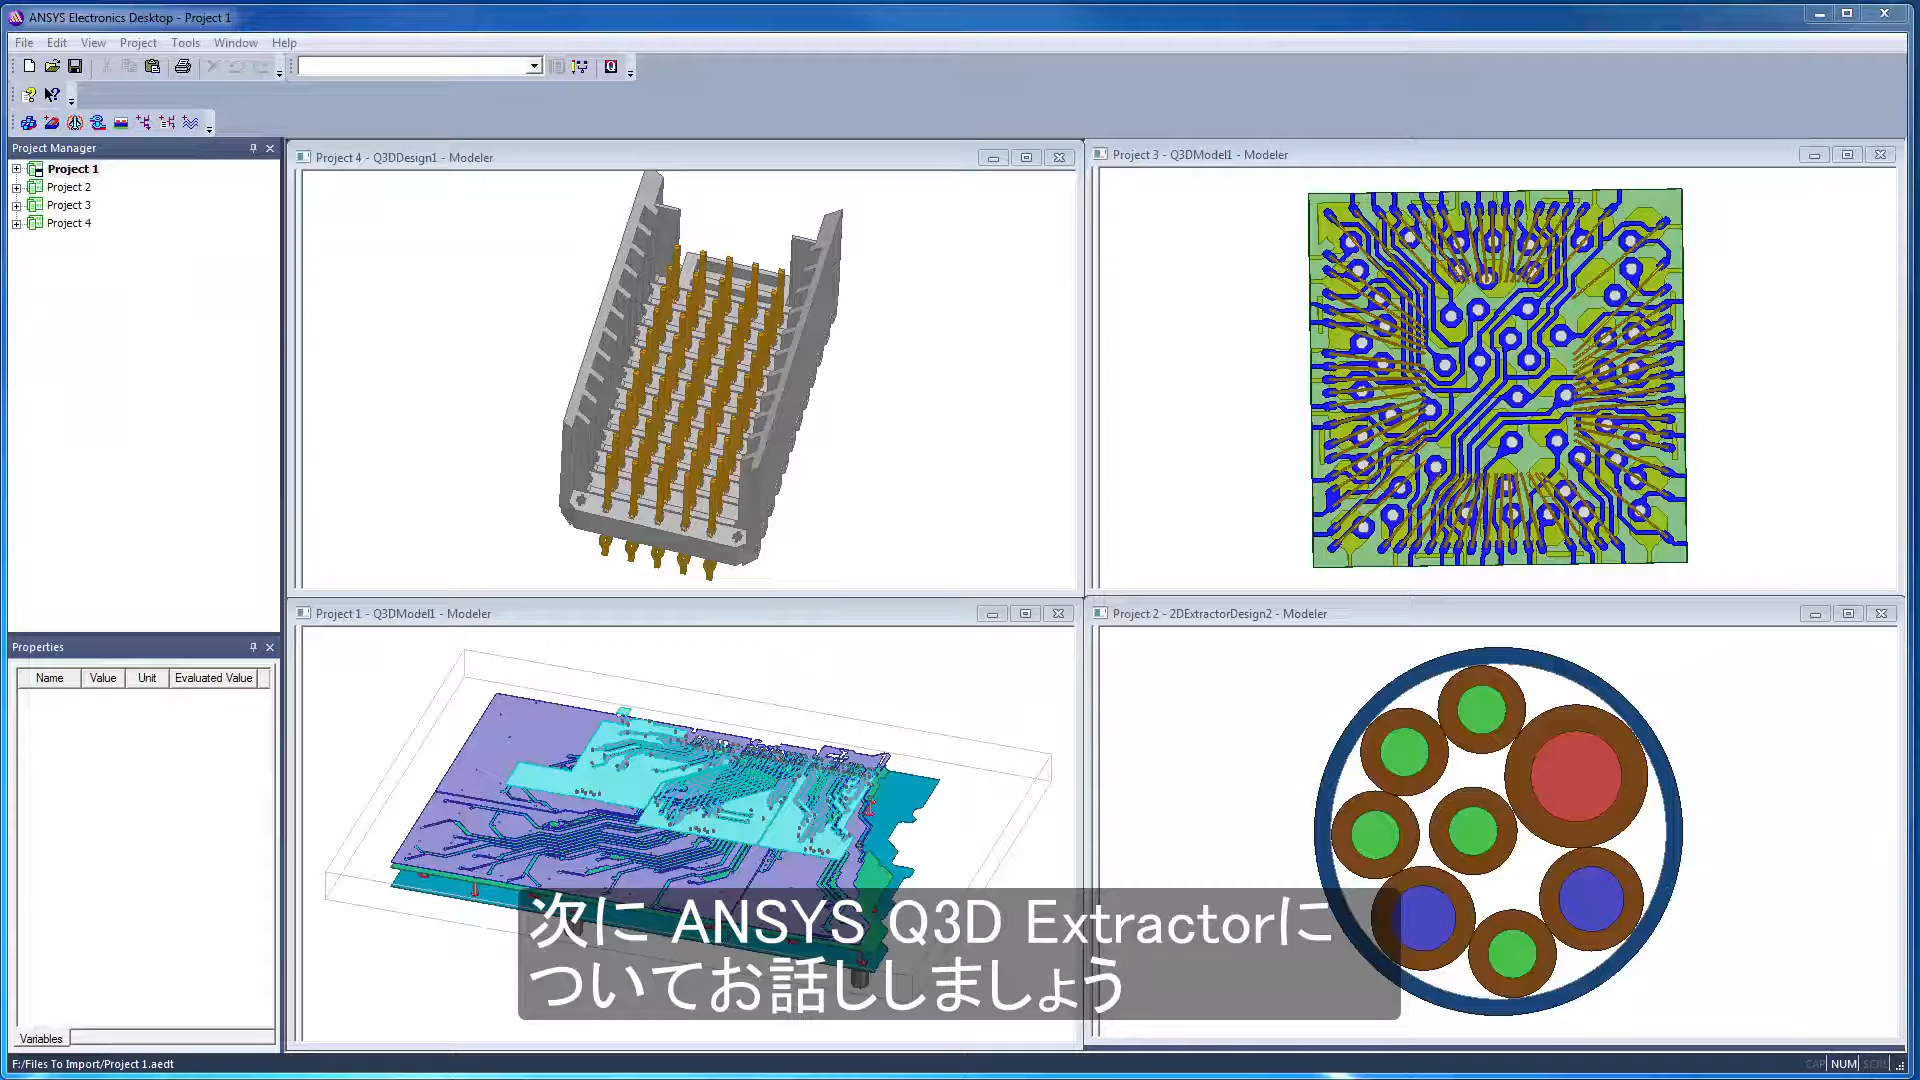 ANSYS Electronics Desktop - Project 1
File Edit View Project Tools Window Help
Project Manager
Project 1
Project 2
Project 3
Project 4
Properties
Name Value Unit Evaluated Value
Variables
Project 4 - Q3DDesign1 - Modeler
Project 3 - Q3DModel1 - Modeler
Project 1 - Q3DModel1 - Modeler
Project 2 - 2DExtractorDesign2 - Modeler
次に ANSYS Q3D Extractorに
ついてお話ししましょう
F:/Files To Import/Project 1.aedt
CAP NUM SCRL